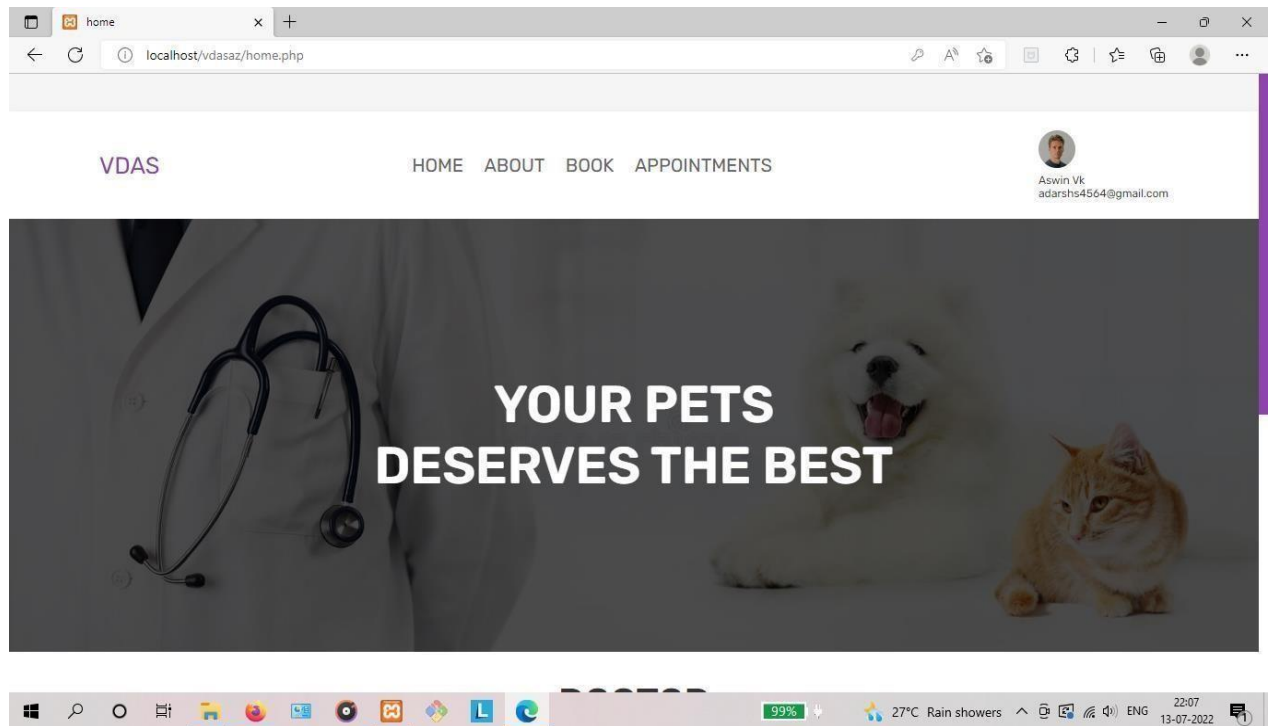 home
localhost/vdasaz/home.php
VDAS
HOME ABOUT BOOK APPOINTMENTS
Aswin Vk
adarshs4564@gmail.com
YOUR PETS
DESERVES THE BEST
DOCTOR
99%
27°C Rain showers
ENG
22:07
13-07-2022